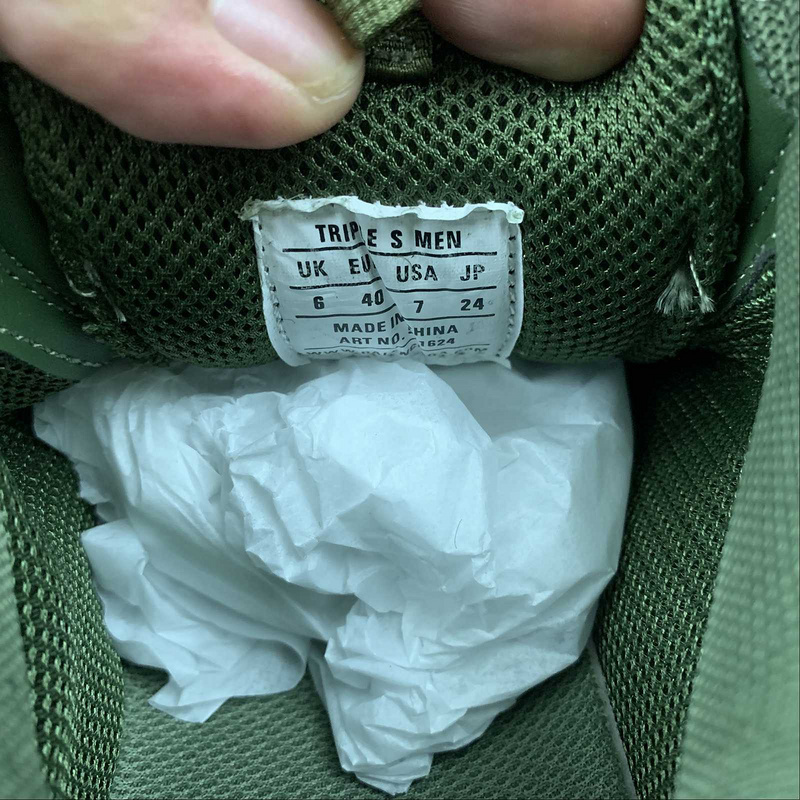 TRIPLE S MEN
UK EU USA JP
6 40 7 24
MADE IN CHINA
ART NO.